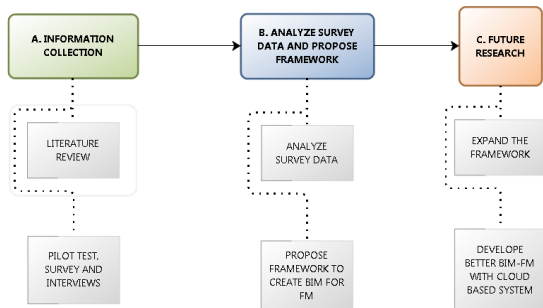 A. INFORMATION
COLLECTION
B. ANALYZE SURVEY
DATA AND PROPOSE
FRAMEWORK
C. FUTURE
RESEARCH
LITERATURE
REVIEW
ANALYZE
SURVEY DATA
EXPAND THE
FRAMEWORK
PILOT TEST,
SURVEY AND
INTERVIEWS
PROPOSE
FRAMEWORK TO
CREATE BIM FOR
FM
DEVELOPE
BETTER BIM-FM
WITH CLOUD
BASED SYSTEM